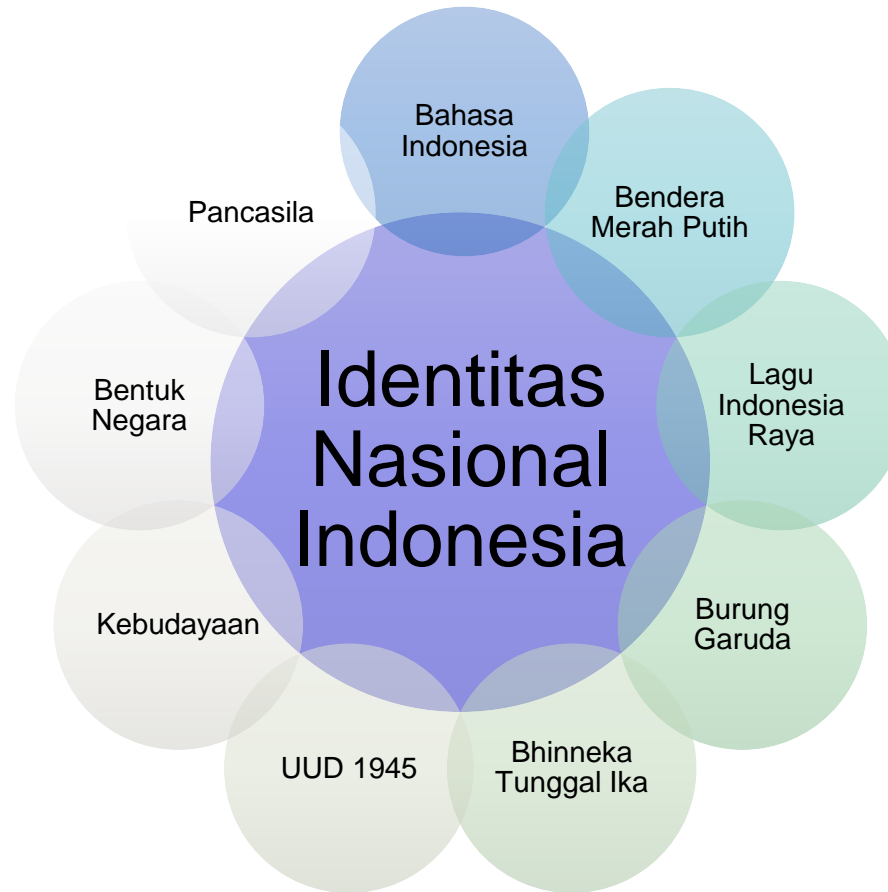 Bahasa
Indonesia
Bendera
Merah Putih
Lagu
Indonesia
Raya
Burung
Garuda
Bhinneka
Tunggal Ika
UUD 1945
Kebudayaan
Bentuk
Negara
Pancasila
Identitas
Nasional
Indonesia